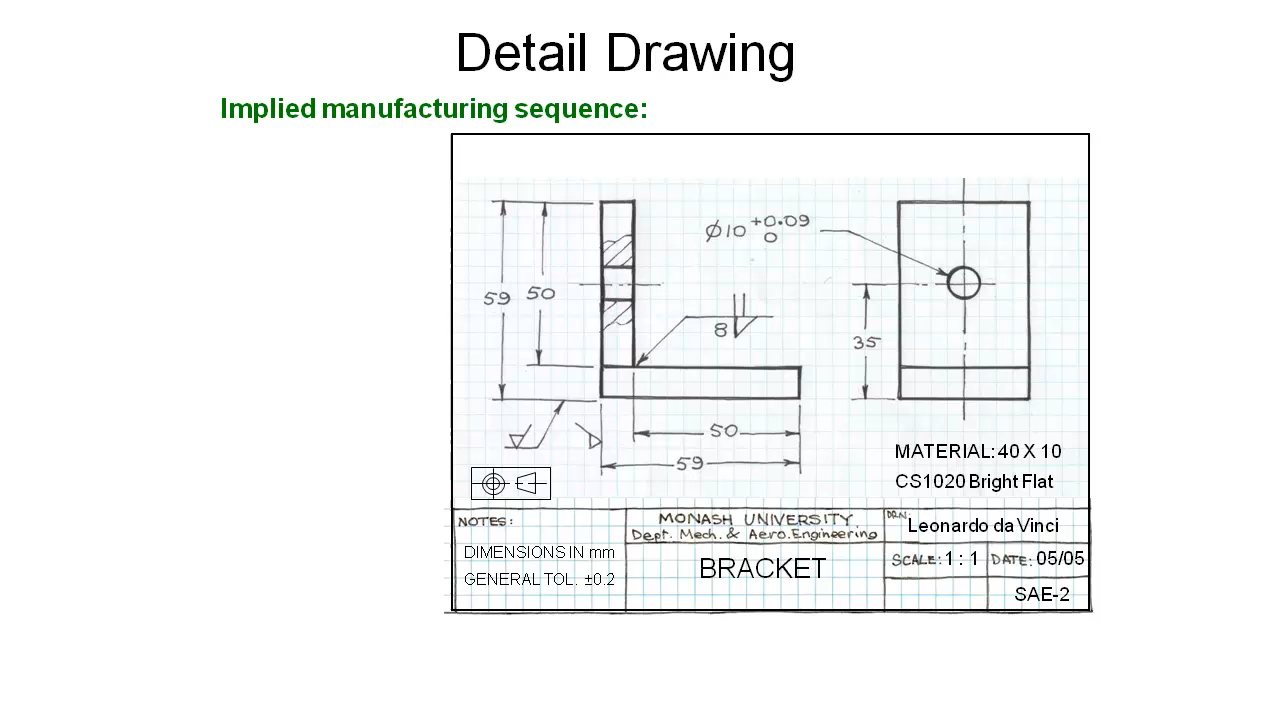 Detail Drawing
Implied manufacturing sequence:
Ø10 +0.09
0
59
50
8
35
50
59
MATERIAL: 40 X 10
CS1020 Bright Flat
NOTES:
DIMENSIONS IN mm
GENERAL TOL. ±0.2
MONASH UNIVERSITY.
Dept. Mech. & Aero. Engineering
BRACKET
DRN: Leonardo da Vinci
SCALE: 1 : 1
DATE: 05/05
SAE-2